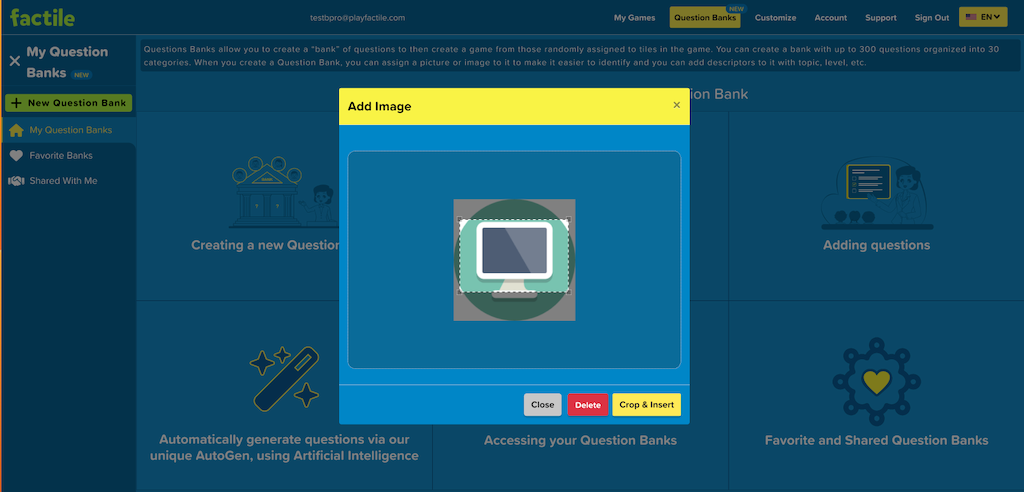 factile
testbpro@playfactile.com
My Games
Question Banks
NEW
Customize
Account
Support
Sign Out
EN
My Question
Banks NEW
New Question Bank
My Question Banks
Favorite Banks
Shared With Me
Questions Banks allow you to create a “bank” of questions to then create a game from those randomly assigned to tiles in the game. You can create a bank with up to 300 questions organized into 30
categories. When you create a Question Bank, you can assign a picture or image to it to make it easier to identify and you can add descriptors to it with topic, level, etc.
on Bank
Add Image
×
Close
Delete
Crop & Insert
Creating a new Question
Adding questions
Automatically generate questions via our
unique AutoGen, using Artificial Intelligence
Accessing your Question Banks
Favorite and Shared Question Banks